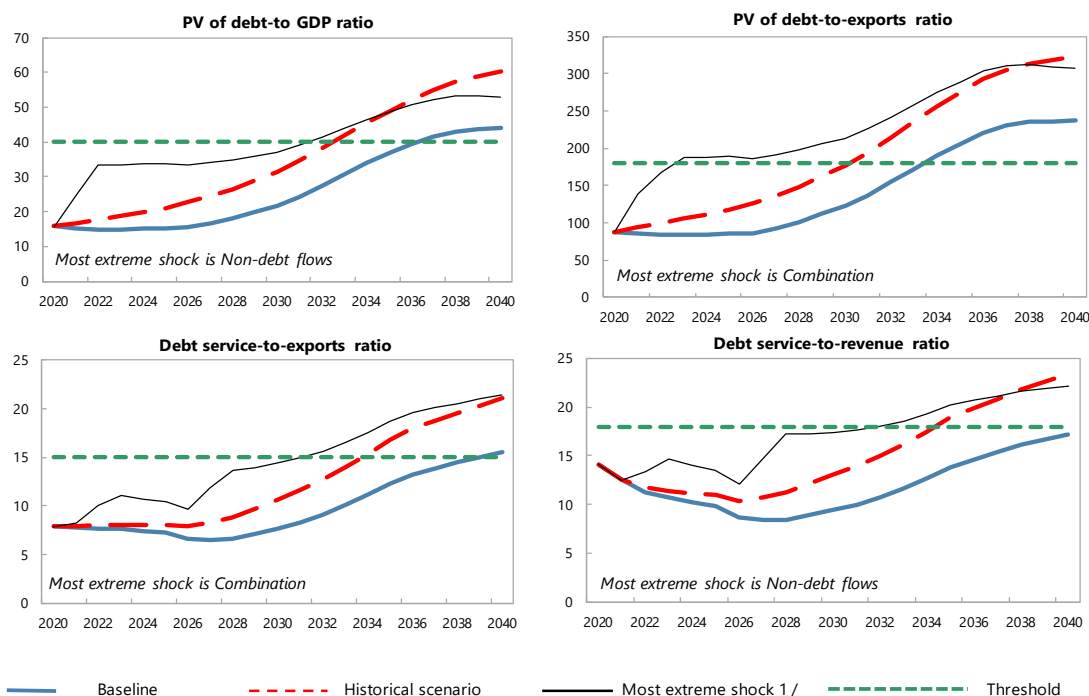 PV of debt-to GDP ratio
70
60
50
40
30
20
10
0
Most extreme shock is Non-debt flows
2020 2022 2024 2026 2028 2030 2032 2034 2036 2038 2040
PV of debt-to-exports ratio
350
300
250
200
150
100
50
0
Most extreme shock is Combination
2020 2022 2024 2026 2028 2030 2032 2034 2036 2038 2040
Debt service-to-exports ratio
25
20
15
10
5
0
Most extreme shock is Combination
2020 2022 2024 2026 2028 2030 2032 2034 2036 2038 2040
Debt service-to-revenue ratio
25
20
15
10
5
0
Most extreme shock is Non-debt flows
2020 2022 2024 2026 2028 2030 2032 2034 2036 2038 2040
Baseline Historical scenario Most extreme shock 1/ Threshold